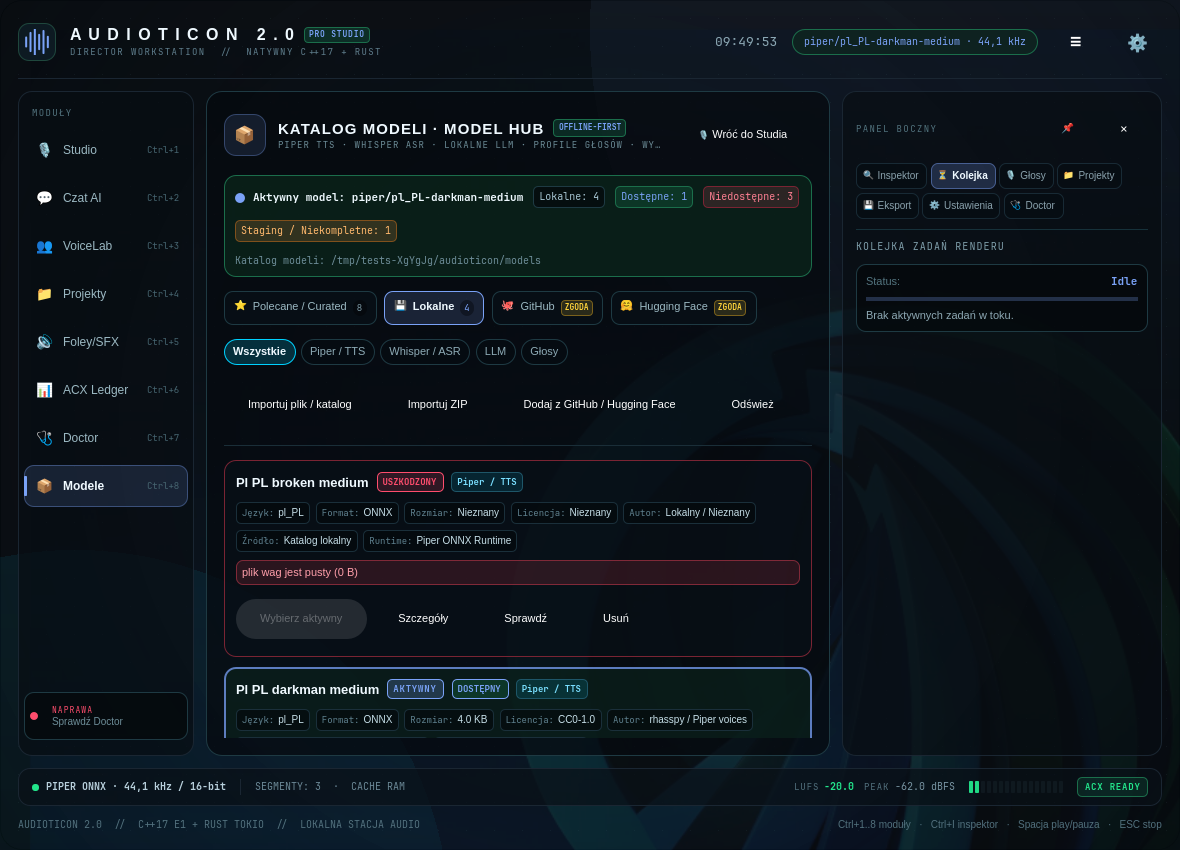 AUDIOTICON 2.0 PRO STUDIO
DIRECTOR WORKSTATION // NATYWNY C++17 + RUST
09:49:53
piper/pl_PL-darkman-medium · 44,1 kHz
MODUŁY
Studio Ctrl+1
Czat AI Ctrl+2
VoiceLab Ctrl+3
Projekty Ctrl+4
Foley/SFX Ctrl+5
ACX Ledger Ctrl+6
Doctor Ctrl+7
Modele Ctrl+8
NAPRAWA
Sprawdź Doctor
KATALOG MODELI · MODEL HUB OFFLINE-FIRST
PIPER TTS · WHISPER ASR · LOKALNE LLM · PROFILE GŁOSÓW · WY…
Wróć do Studia
Aktywny model: piper/pl_PL-darkman-medium Lokalne: 4 Dostępne: 1 Niedostępne: 3
Staging / Niekompletne: 1
Katalog modeli: /tmp/tests-XgYgJg/audioticon/models
Polecane / Curated 8 Lokalne 4 GitHub ZGODA Hugging Face ZGODA
Wszystkie Piper / TTS Whisper / ASR LLM Głosy
Importuj plik / katalog Importuj ZIP Dodaj z GitHub / Hugging Face Odśwież
Pl PL broken medium USZKODZONY Piper / TTS
Język: pl_PL Format: ONNX Rozmiar: Nieznany Licencja: Nieznany Autor: Lokalny / Nieznany
Źródło: Katalog lokalny Runtime: Piper ONNX Runtime
plik wag jest pusty (0 B)
Wybierz aktywny Szczegóły Sprawdź Usuń
Pl PL darkman medium AKTYWNY DOSTĘPNY Piper / TTS
Język: pl_PL Format: ONNX Rozmiar: 4.0 KB Licencja: CC0-1.0 Autor: rhasspy / Piper voices
PANEL BOCZNY ×
Inspektor Kolejka Głosy Projekty
Eksport Ustawienia Doctor
KOLEJKA ZADAŃ RENDERU
Status: Idle
Brak aktywnych zadań w toku.
PIPER ONNX · 44,1 kHz / 16-bit SEGMENTY: 3 · CACHE RAM
LUFS -20.0 PEAK -62.0 dBFS ACX READY
AUDIOTICON 2.0 // C++17 E1 + RUST TOKIO // LOKALNA STACJA AUDIO
Ctrl+1..8 moduły · Ctrl+I inspektor · Spacja play/pauza · ESC stop